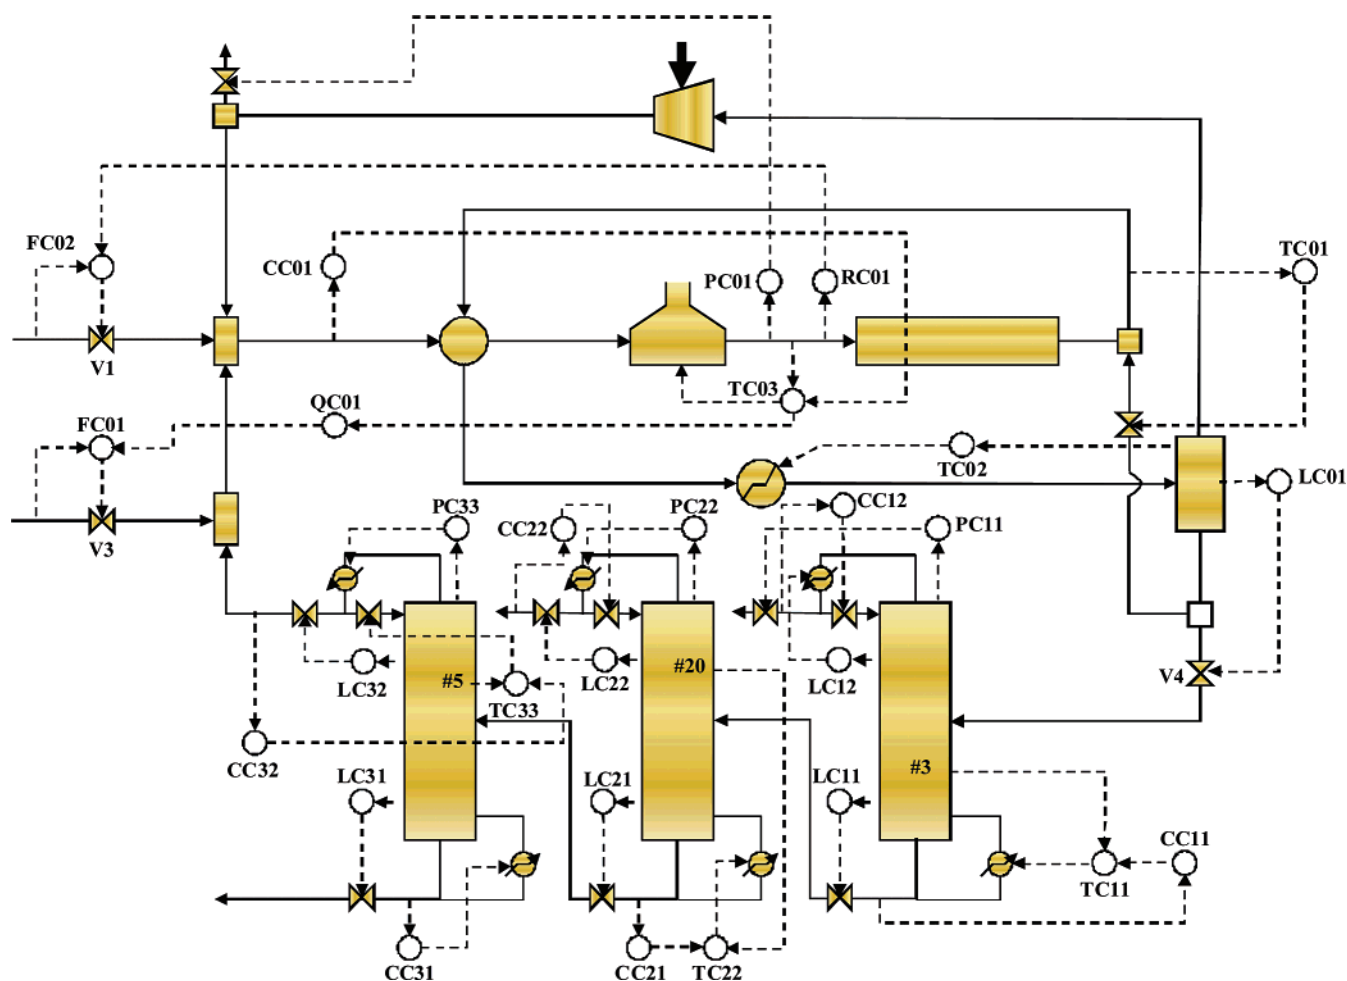 FC02
CC01
PC01
RC01
TC01
V1
TC03
QC01
FC01
TC02
LC01
V3
PC33
CC22
PC22
CC12
PC11
#5
#20
LC32
TC33
LC22
LC12
V4
CC32
#3
LC31
LC21
LC11
CC11
TC11
CC31
CC21
TC22